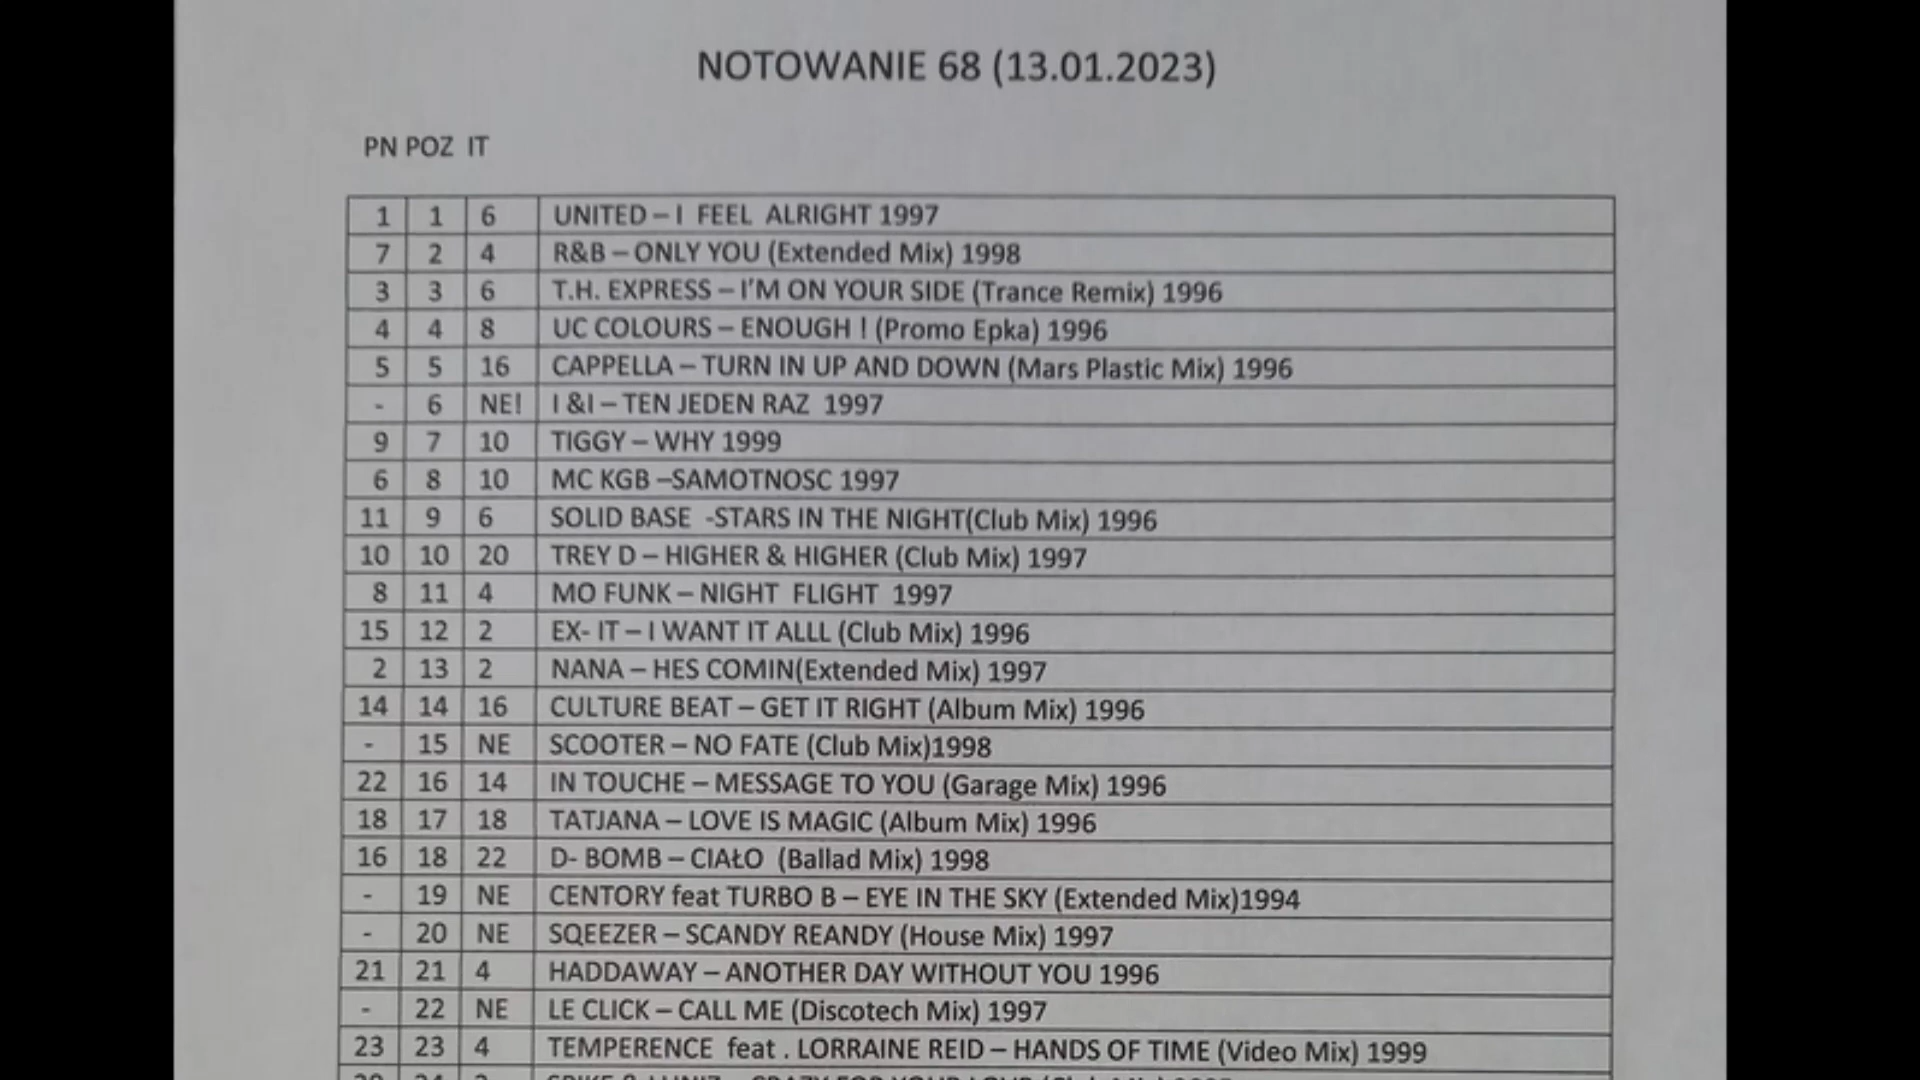 NOTOWANIE 68 (13.01.2023)
PN POZ IT
1 1 6 UNITED – I FEEL ALRIGHT 1997
7 2 4 R&B – ONLY YOU (Extended Mix) 1998
3 3 6 T.H. EXPRESS – I'M ON YOUR SIDE (Trance Remix) 1996
4 4 8 UC COLOURS – ENOUGH ! (Promo Epka) 1996
5 5 16 CAPPELLA – TURN IN UP AND DOWN (Mars Plastic Mix) 1996
- 6 NE! I &I – TEN JEDEN RAZ 1997
9 7 10 TIGGY – WHY 1999
6 8 10 MC KGB –SAMOTNOSC 1997
11 9 6 SOLID BASE -STARS IN THE NIGHT(Club Mix) 1996
10 10 20 TREY D – HIGHER & HIGHER (Club Mix) 1997
8 11 4 MO FUNK – NIGHT FLIGHT 1997
15 12 2 EX- IT – I WANT IT ALLL (Club Mix) 1996
2 13 2 NANA – HES COMIN(Extended Mix) 1997
14 14 16 CULTURE BEAT – GET IT RIGHT (Album Mix) 1996
- 15 NE SCOOTER – NO FATE (Club Mix)1998
22 16 14 IN TOUCHE – MESSAGE TO YOU (Garage Mix) 1996
18 17 18 TATJANA – LOVE IS MAGIC (Album Mix) 1996
16 18 22 D- BOMB – CIAŁO (Ballad Mix) 1998
- 19 NE CENTORY feat TURBO B – EYE IN THE SKY (Extended Mix)1994
- 20 NE SQEEZER – SCANDY REANDY (House Mix) 1997
21 21 4 HADDAWAY – ANOTHER DAY WITHOUT YOU 1996
- 22 NE LE CLICK – CALL ME (Discotech Mix) 1997
23 23 4 TEMPERENCE feat . LORRAINE REID – HANDS OF TIME (Video Mix) 1999